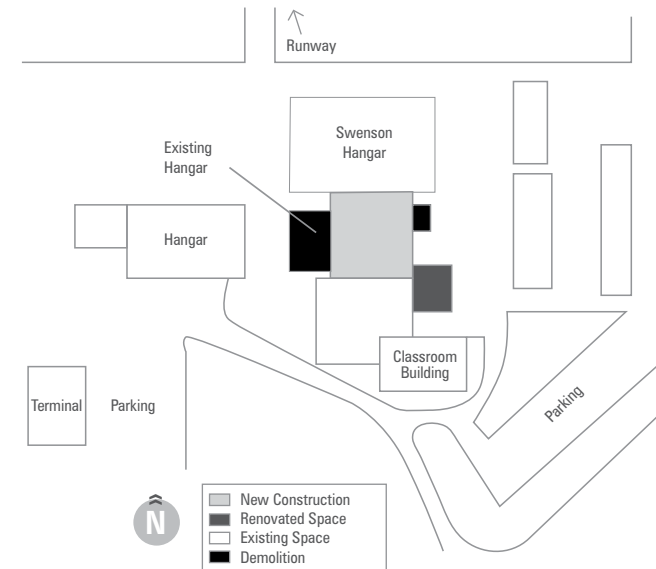 Runway
Swenson
Hangar
Existing
Hangar
Hangar
Classroom
Building
Terminal
Parking
Parking
N
New Construction
Renovated Space
Existing Space
Demolition